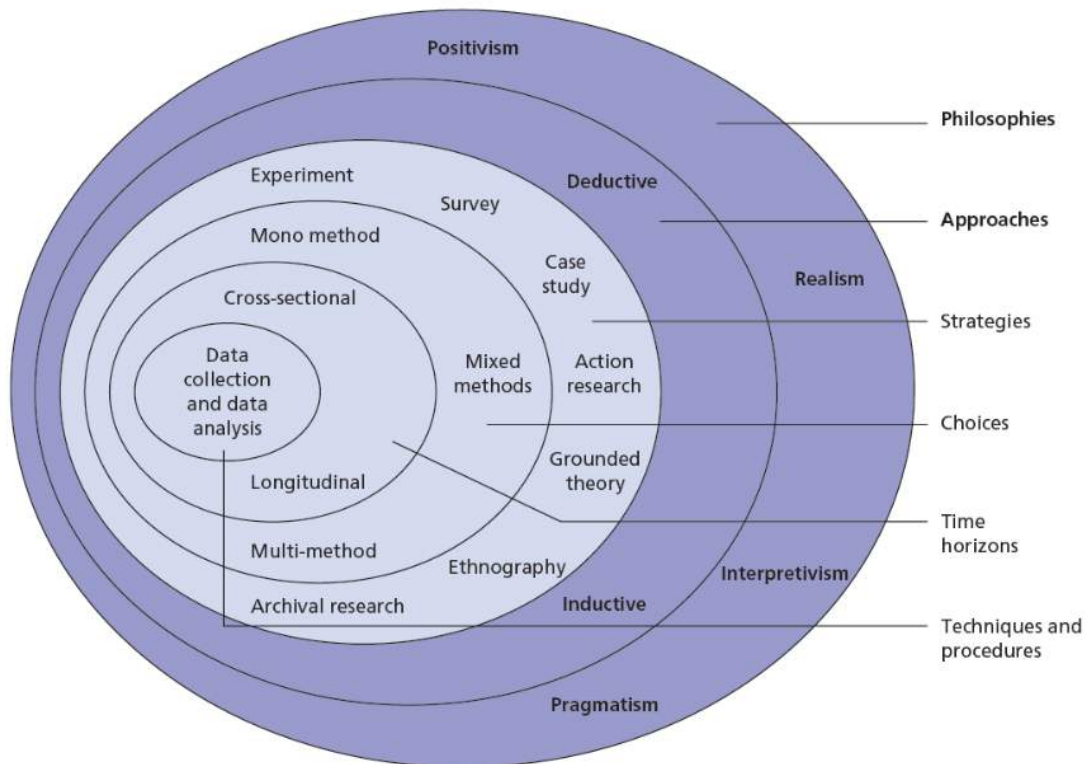 Positivism
Philosophies
Experiment
Deductive
Survey
Approaches
Mono method
Case
study
Realism
Cross-sectional
Strategies
Data
collection
and data
analysis
Mixed
methods
Action
research
Choices
Grounded
theory
Longitudinal
Time
horizons
Multi-method
Ethnography
Interpretivism
Archival research
Inductive
Techniques and
procedures
Pragmatism